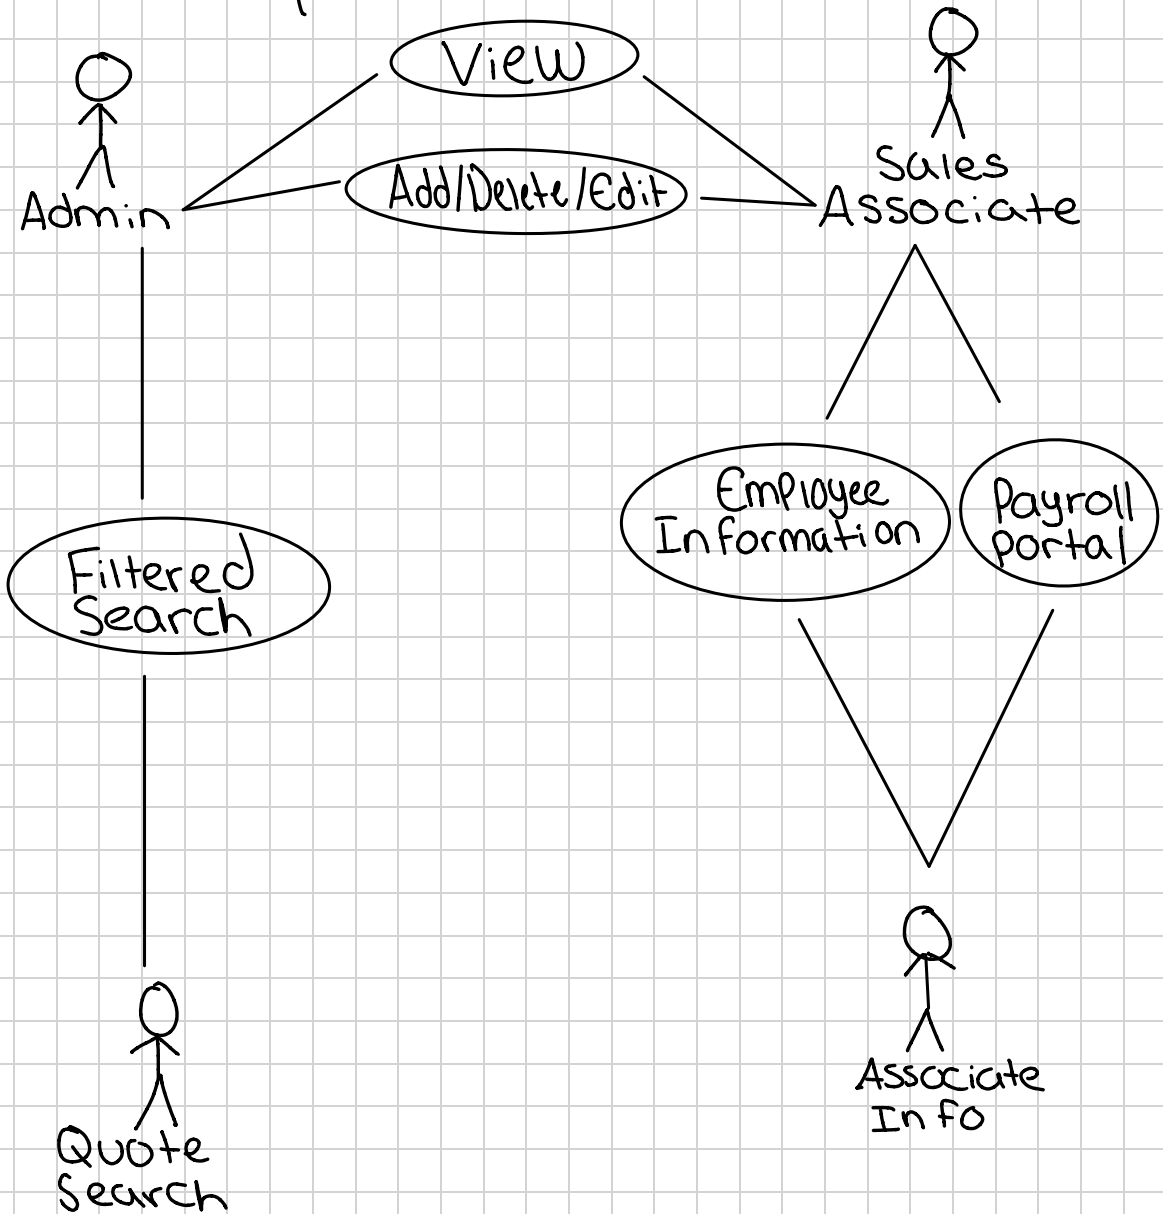 View
Add/Delete/Edit
Admin
Sales
Associate
Employee
Information
Payroll
Portal
Filtered
Search
Associate
Info
Quote
Search